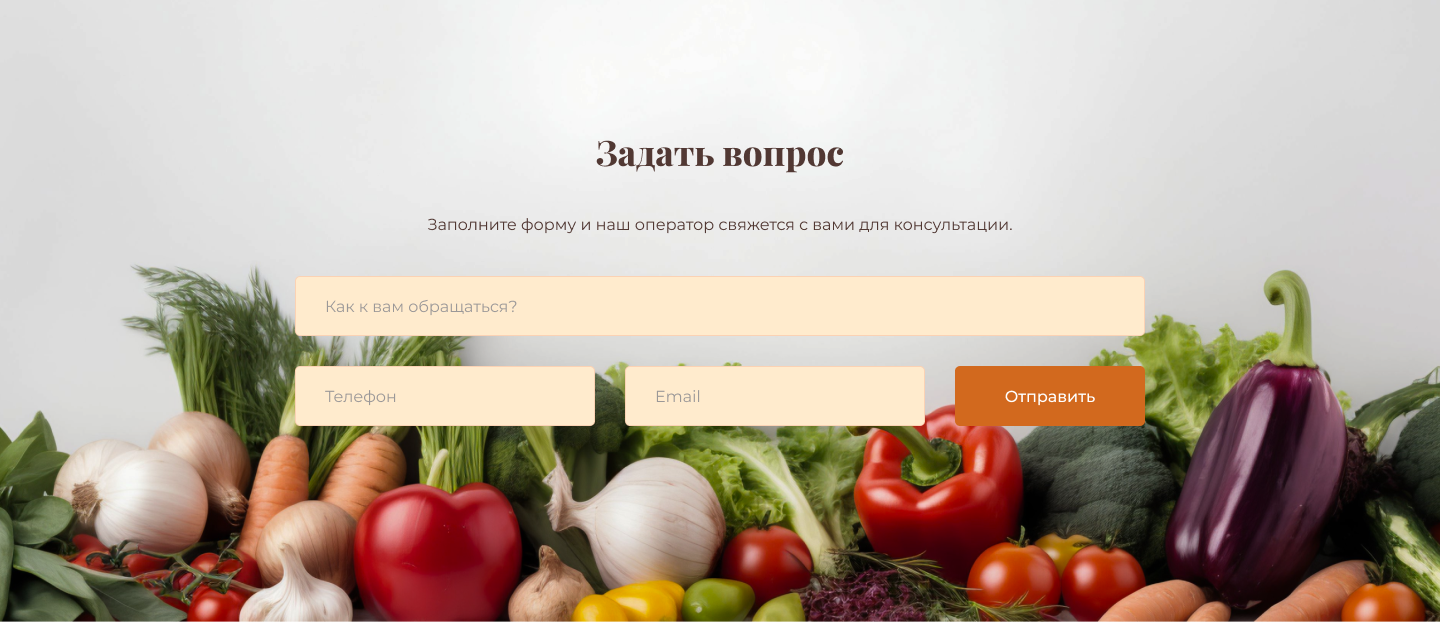 Задать вопрос
Заполните форму и наш оператор свяжется с вами для консультации.
Как к вам обращаться?
Телефон
Email
Отправить